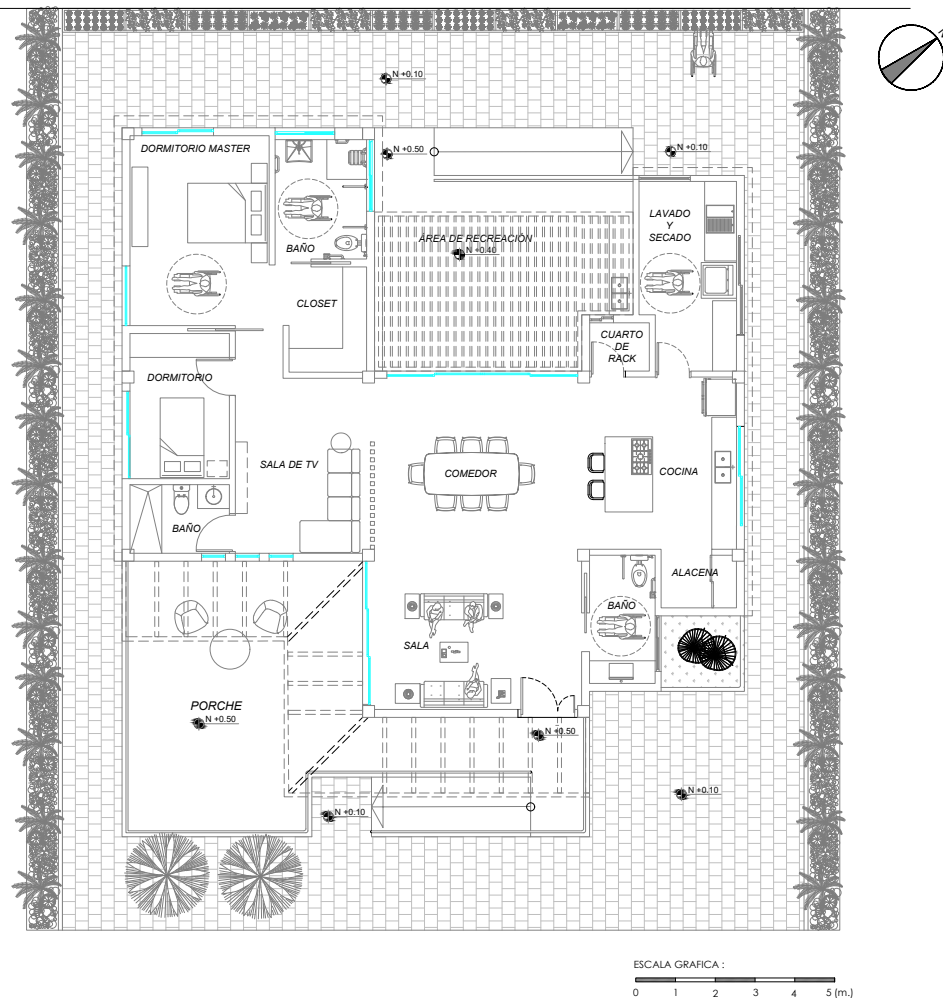 N +0.10
DORMITORIO MASTER
N +0.50
N +0.10
LAVADO
Y
SECADO
ÁREA DE RECREACIÓN
N +0.40
BAÑO
CLOSET
CUARTO
DE
RACK
DORMITORIO
SALA DE TV
COMEDOR
COCINA
BAÑO
ALACENA
BAÑO
SALA
PORCHE
N +0.50
N +0.50
N +0.10
N +0.10
ESCALA GRAFICA :
0 1 2 3 4 5 (m.)